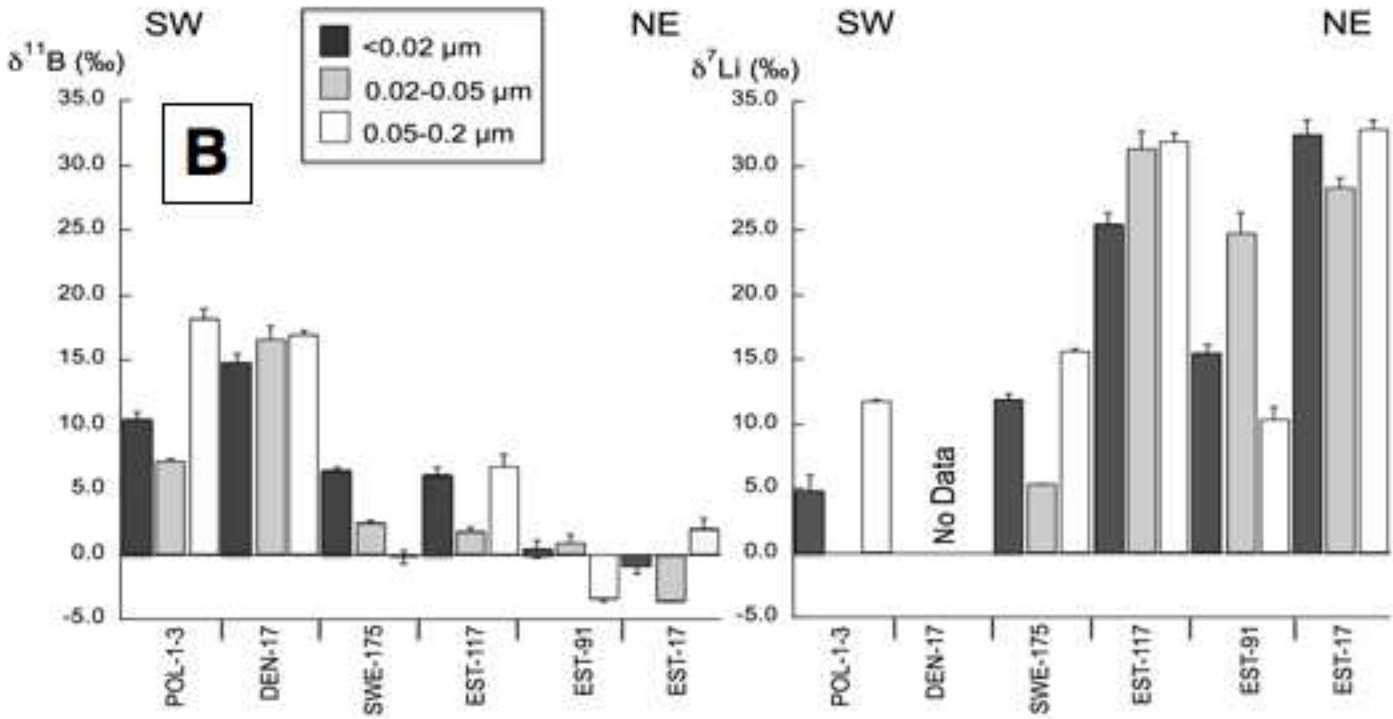 SW
NE
δ¹¹B (‰)
<0.02 µm
0.02-0.05 µm
0.05-0.2 µm
B
35.0
30.0
25.0
20.0
15.0
10.0
5.0
0.0
-5.0
POL-1-3
DEN-17
SWE-175
EST-117
EST-91
EST-17
SW
NE
δ⁷Li (‰)
35.0
30.0
25.0
20.0
15.0
10.0
5.0
0.0
-5.0
No Data
POL-1-3
DEN-17
SWE-175
EST-117
EST-91
EST-17